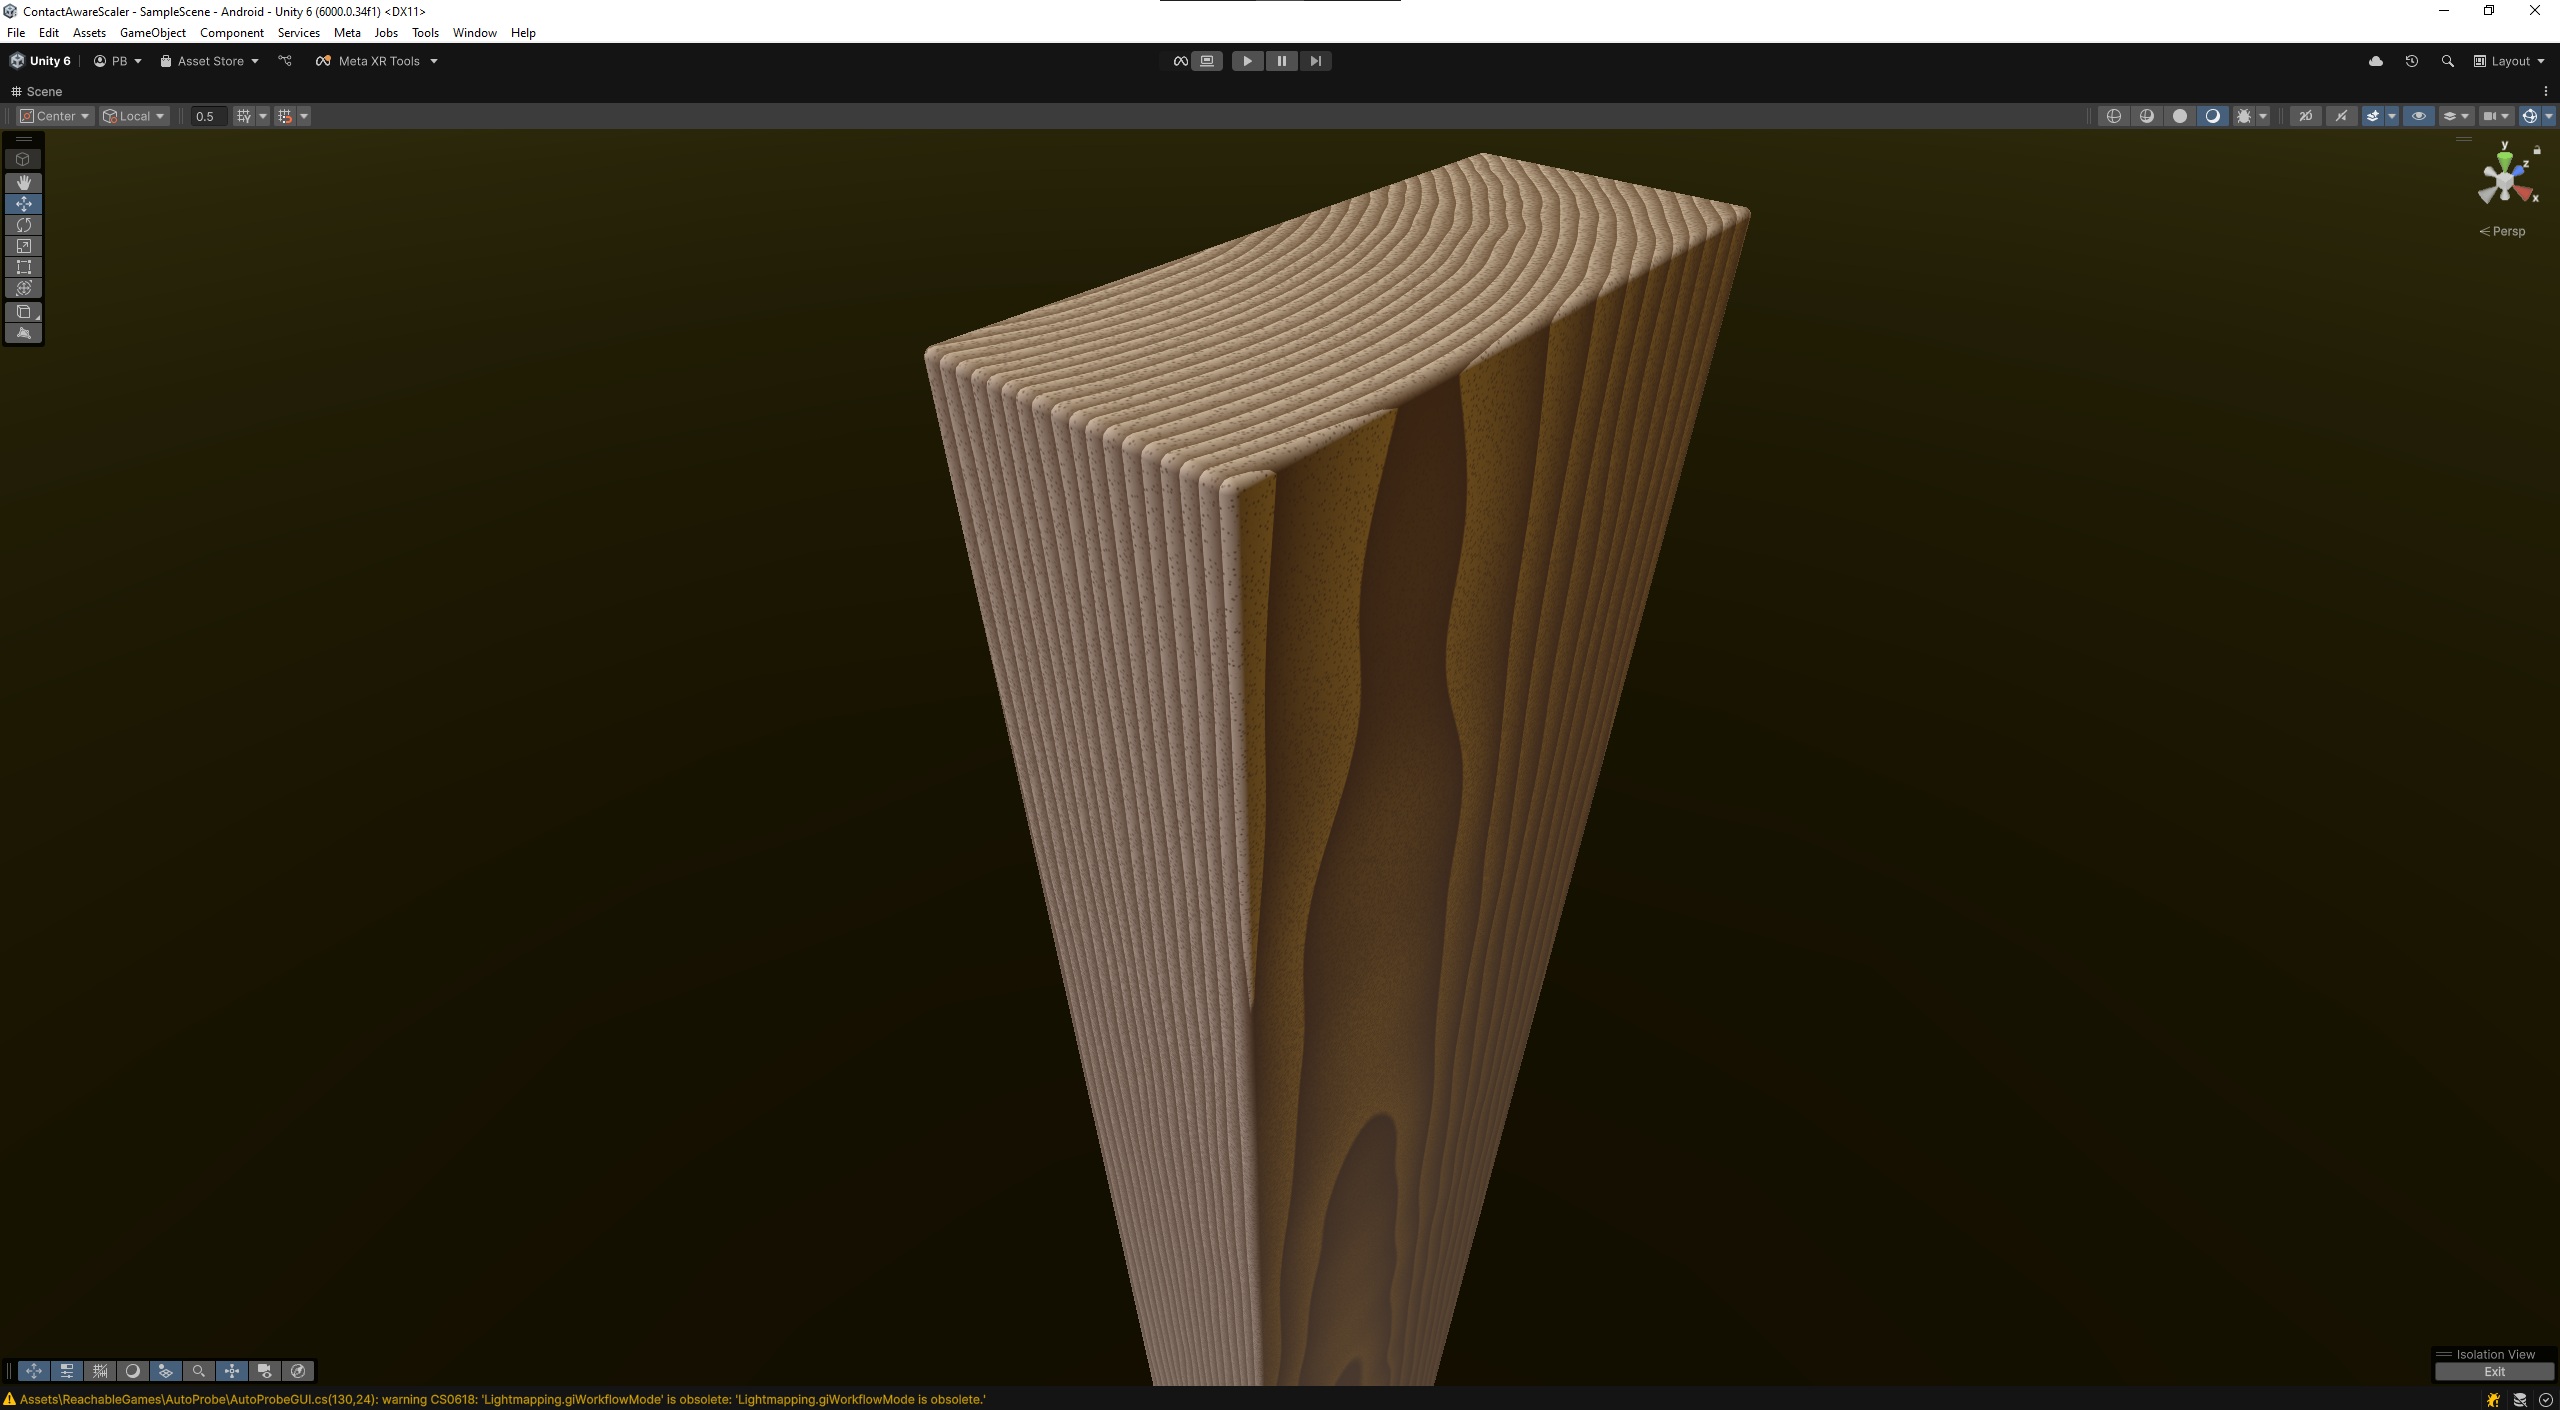 ContactAwareScaler - SampleScene - Android - Unity 6 (6000.0.34f1) <DX11>
File Edit Assets GameObject Component Services Meta Jobs Tools Window Help
Unity 6 PB Asset Store Meta XR Tools Layout
Scene
Center Local 0.5 2D
y
z
x
Persp
Isolation View
Exit
Assets\ReachableGames\AutoProbe\AutoProbeGUI.cs(130,24): warning CS0618: 'Lightmapping.giWorkflowMode' is obsolete: 'Lightmapping.giWorkflowMode is obsolete.'